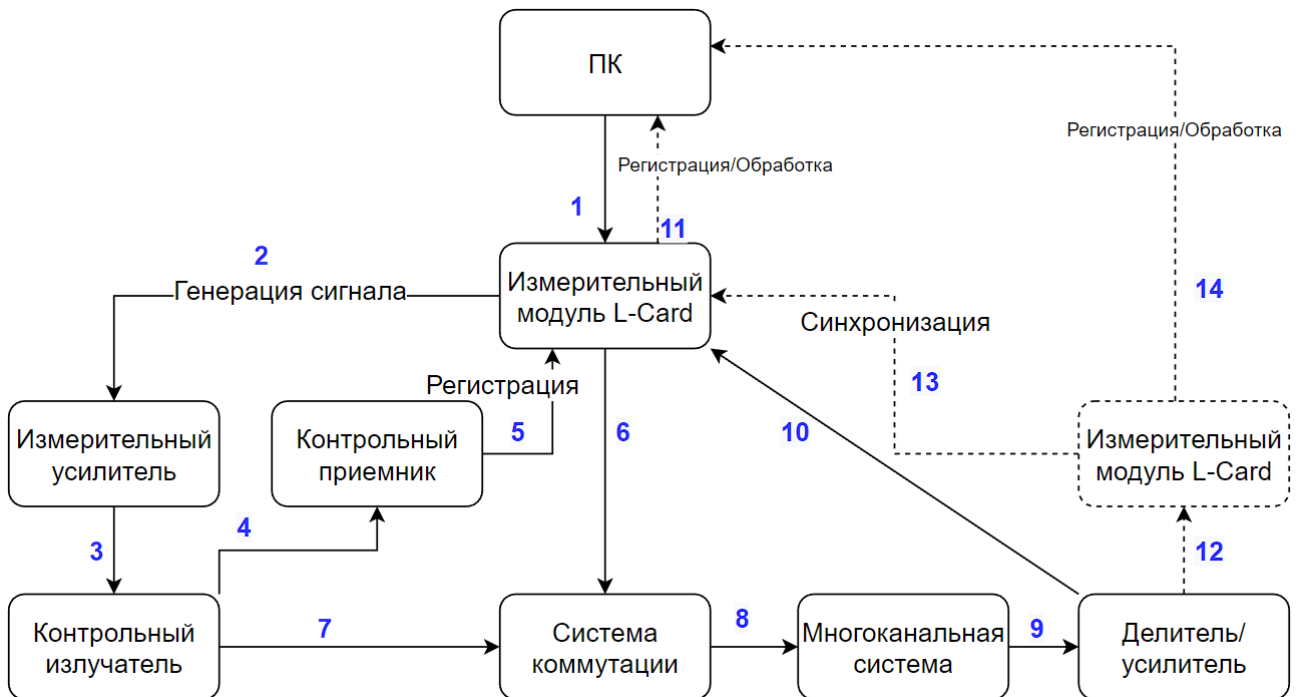 ПК
Регистрация/Обработка
Регистрация/Обработка
1
11
2
Генерация сигнала
Измерительный
модуль L-Card
14
Синхронизация
13
Регистрация
Измерительный
усилитель
Контрольный
приемник
5
6
10
Измерительный
модуль L-Card
3
4
12
Контрольный
излучатель
7
Система
коммутации
8
Многоканальная
система
9
Делитель/
усилитель